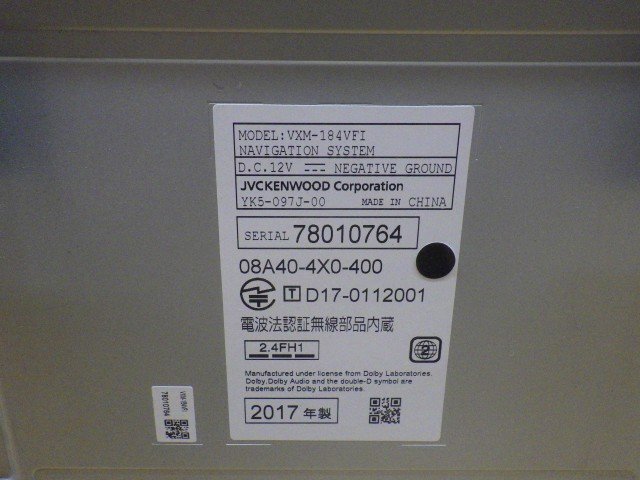 MODEL:VXM-184VFI
NAVIGATION SYSTEM
D.C.12V ⎓ NEGATIVE GROUND
JVCKENWOOD Corporation
YK5-097J-00 MADE IN CHINA
SERIAL 78010764
08A40-4X0-400
T D17-0112001
電波法認証無線部品内蔵
2.4FH1
2
Manufactured under license from Dolby Laboratories.
Dolby,Dolby Audio and the double-D symbol are
trademarks of Dolby Laboratories.
2017 年製
78010764